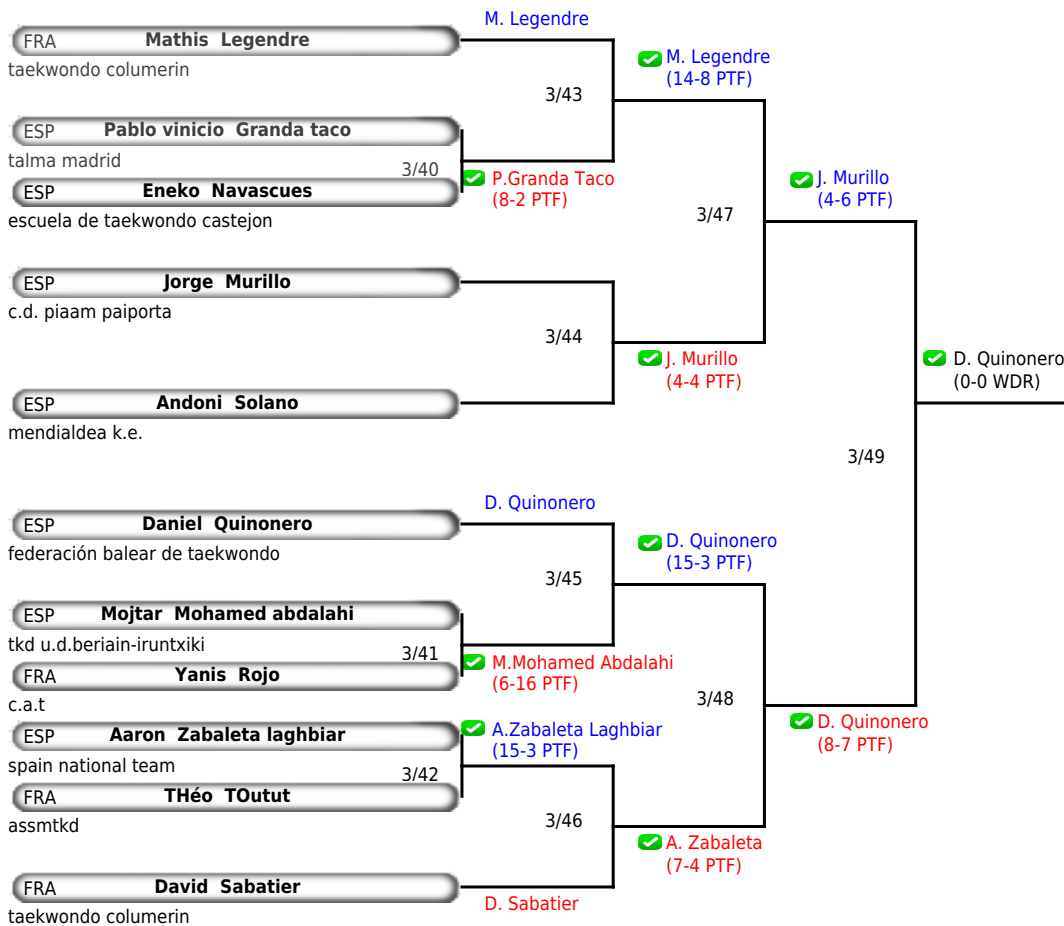 M. Legendre
FRA Mathis Legendre
taekwondo columerin
M. Legendre
(14-8 PTF)
3/43
ESP Pablo vinicio Granda taco
talma madrid
3/40
P.Granda Taco
(8-2 PTF)
ESP Eneko Navascues
escuela de taekwondo castejon
J. Murillo
(4-6 PTF)
3/47
ESP Jorge Murillo
c.d. piaam paiporta
3/44
J. Murillo
(4-4 PTF)
D. Quinonero
(0-0 WDR)
ESP Andoni Solano
mendialdea k.e.
3/49
D. Quinonero
ESP Daniel Quinonero
federación balear de taekwondo
D. Quinonero
(15-3 PTF)
3/45
ESP Mojtar Mohamed abdalahi
tkd u.d.beriain-iruntxiki
3/41
M.Mohamed Abdalahi
(6-16 PTF)
FRA Yanis Rojo
c.a.t
3/48
A.Zabaleta Laghbiar
(15-3 PTF)
ESP Aaron Zabaleta laghbiar
spain national team
3/42
D. Quinonero
(8-7 PTF)
FRA THéo TOutut
assmtkd
3/46
A. Zabaleta
(7-4 PTF)
FRA David Sabatier
D. Sabatier
taekwondo columerin